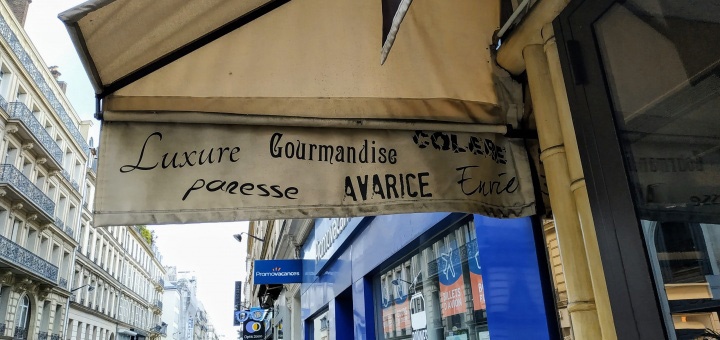 Luxure Gourmandise COLERE
paresse AVARICE Envie
Promovacances